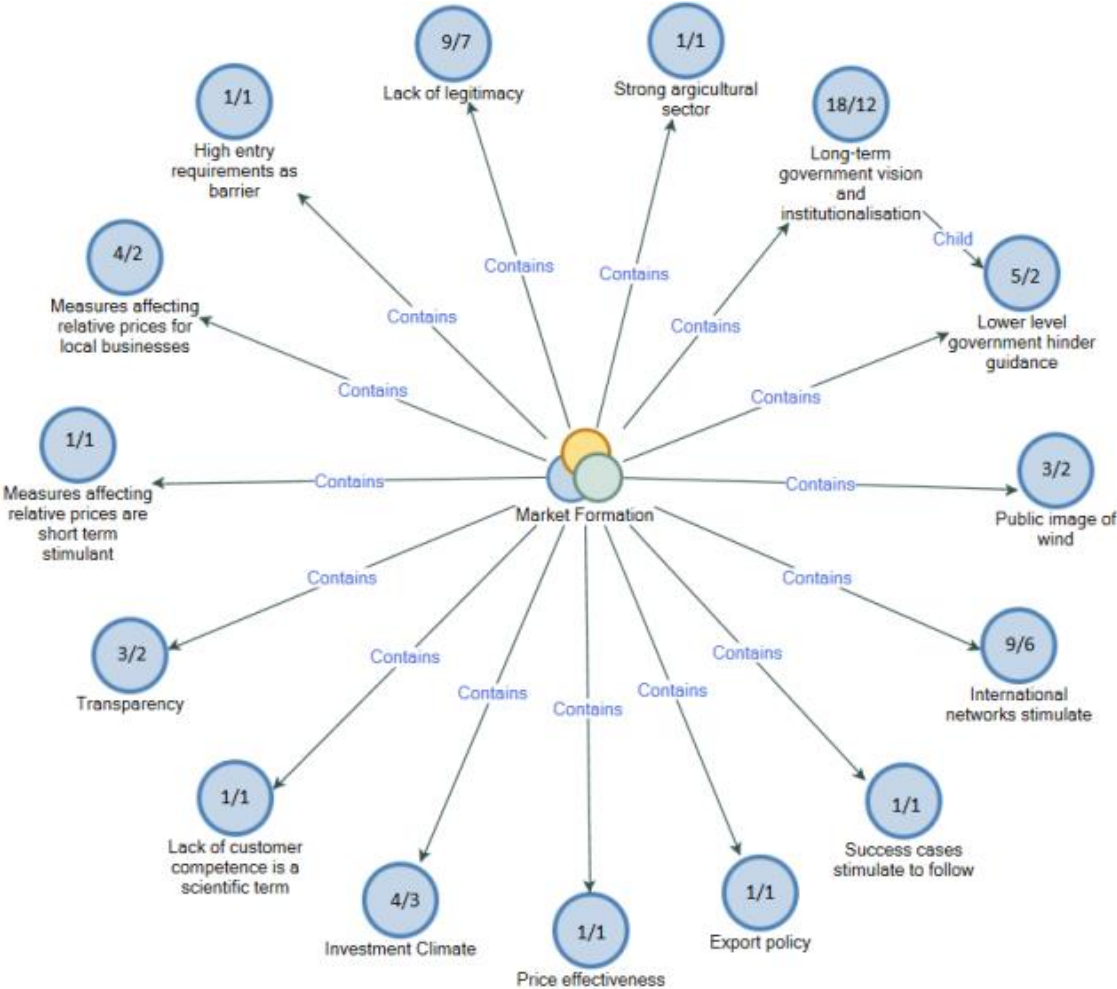 9/7
Lack of legitimacy
1/1
Strong argicultural
sector
1/1
High entry
requirements as
barrier
18/12
Long-term
government vision
and
institutionalisation
Child
4/2
Measures affecting
relative prices for
local businesses
5/2
Lower level
government hinder
guidance
Contains
Contains
Contains
Contains
Contains
Contains
1/1
Measures affecting
relative prices are
short term
stimulant
Contains
Market Formation
Contains
3/2
Public image of
wind
Contains
Contains
3/2
Transparency
9/6
International
networks stimulate
Contains
Contains
Contains
Contains
Contains
1/1
Lack of customer
competence is a
scientific term
4/3
Investment Climate
1/1
Price effectiveness
1/1
Export policy
1/1
Success cases
stimulate to follow